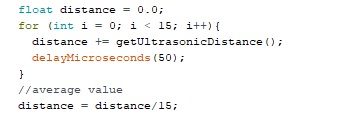 float distance = 0.0;
for (int i = 0; i < 15; i++){
  distance += getUltrasonicDistance();
  delayMicroseconds(50);
}
//average value
distance = distance/15;